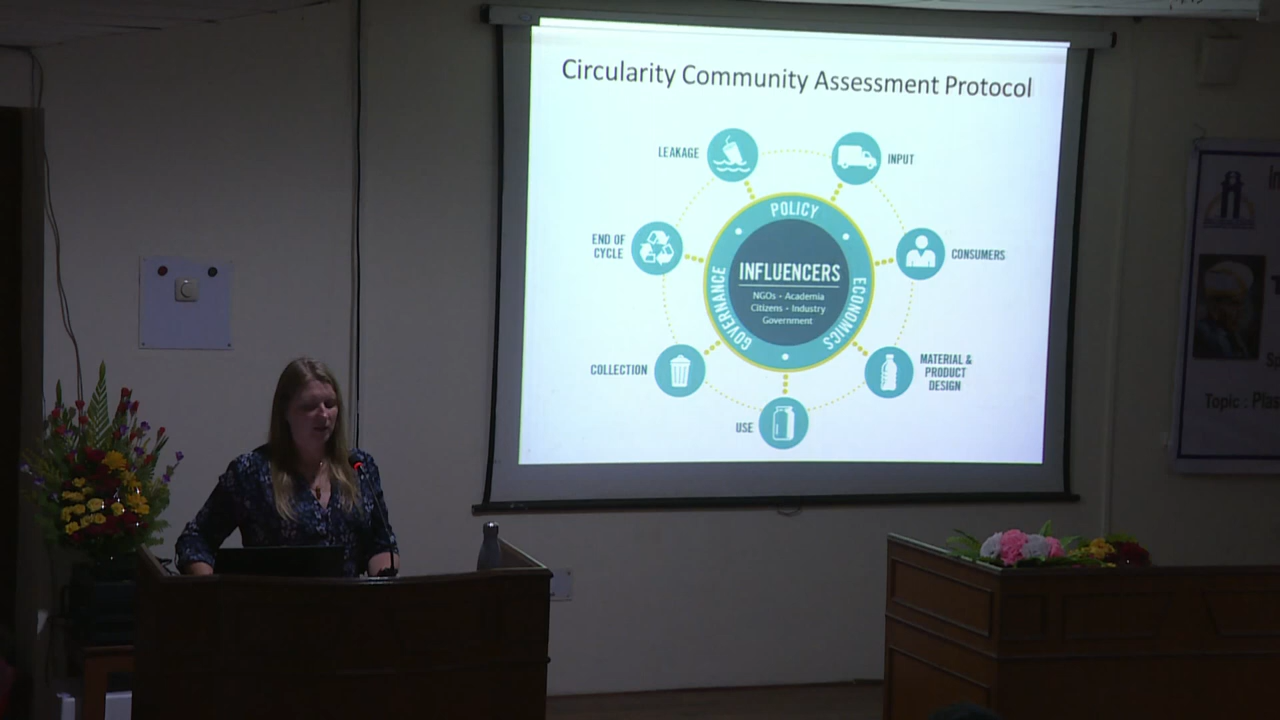 Circularity Community Assessment Protocol
LEAKAGE
INPUT
END OF
CYCLE
CONSUMERS
COLLECTION
MATERIAL &
PRODUCT
DESIGN
USE
POLICY
ECONOMICS
GOVERNANCE
INFLUENCERS
NGOs - Academia
Citizens - Industry
Government
Topic : Plas